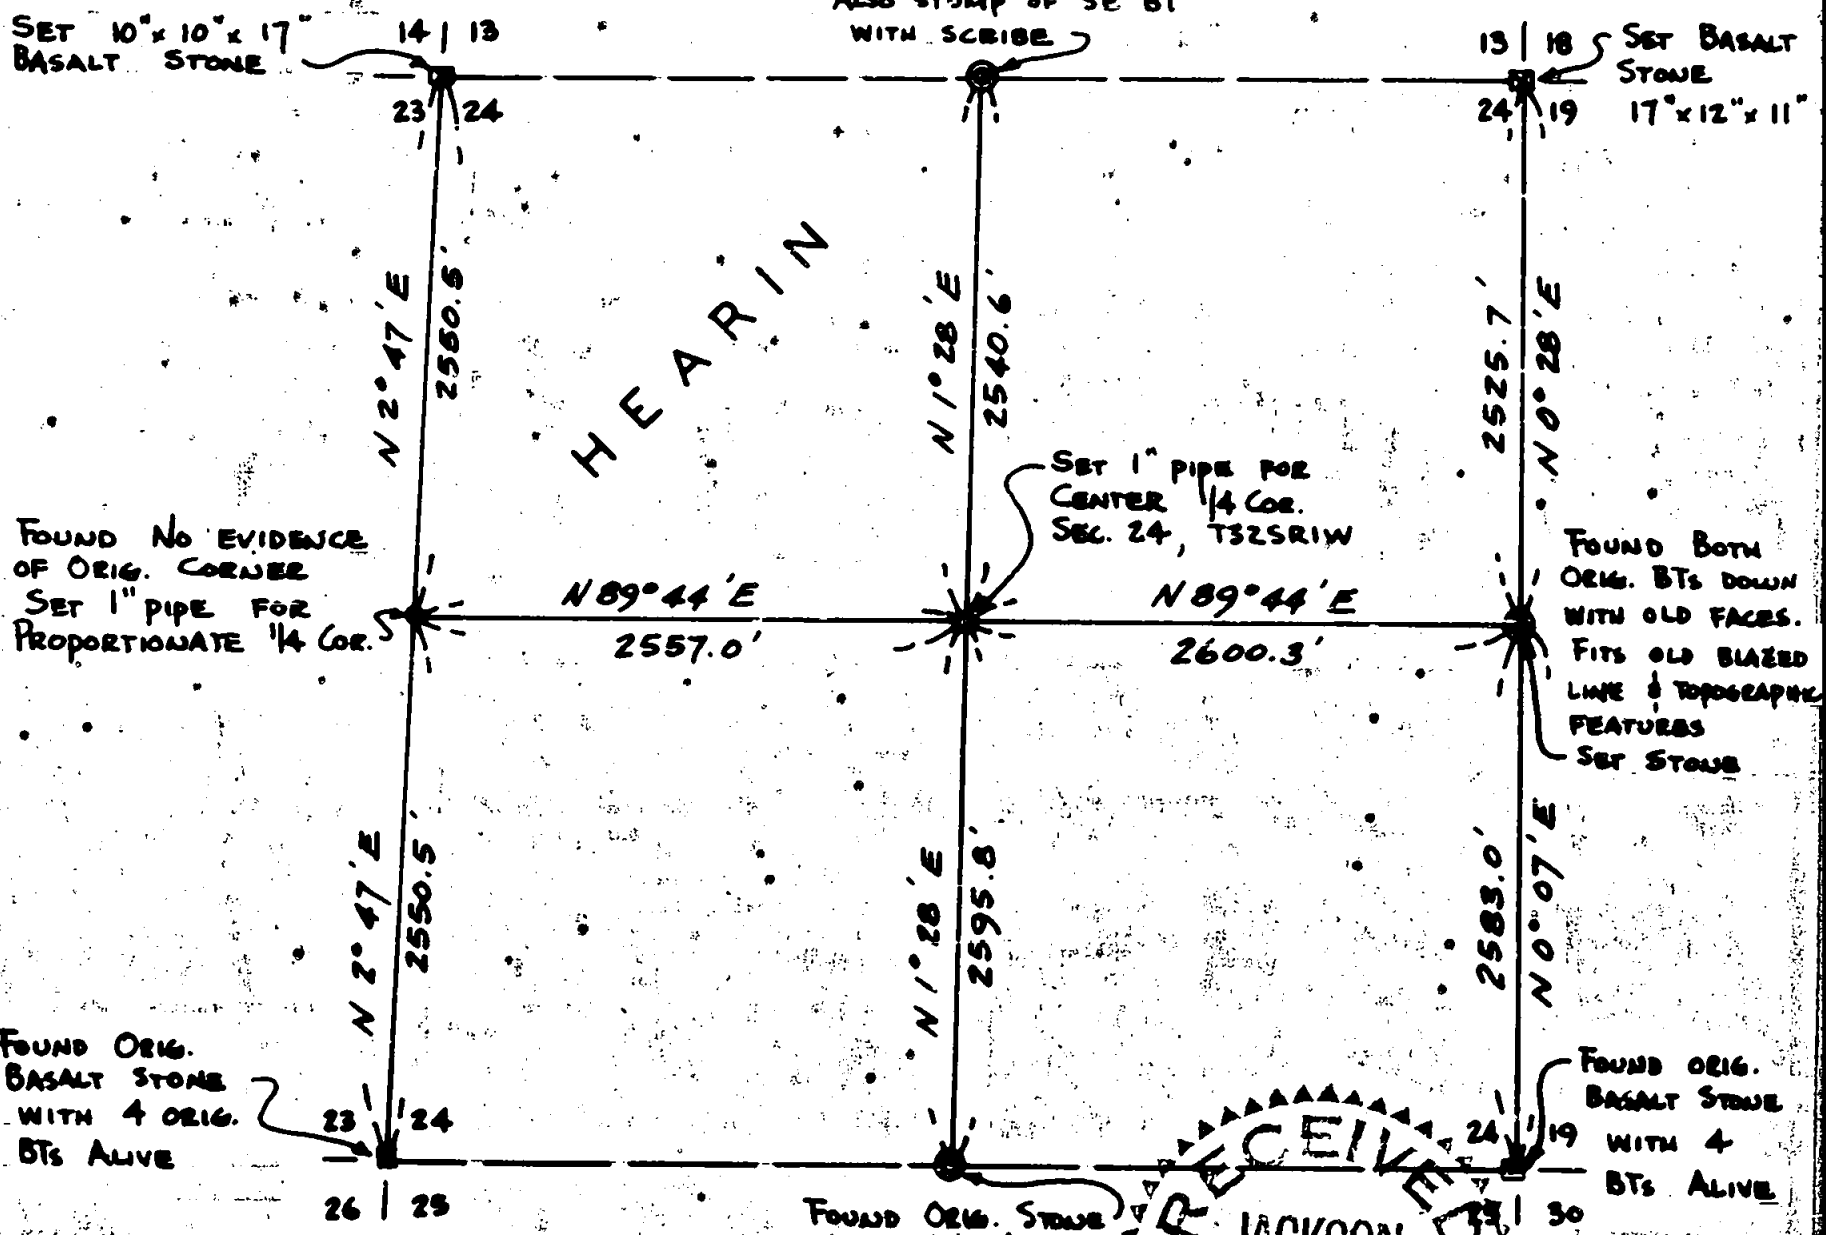 ALSO STUMP OF SE BT
WITH SCRIBE
SET 10" x 10" x 17"
BASALT STONE
14 | 13
23 24
13 | 18
24 19
SET BASALT
STONE
17" x 12" x 11"
HEARIN
N 2° 47' E
2550.5'
N 1° 28' E
2540.6'
2525.7'
N 0° 28' E
SET 1" PIPE FOR
CENTER 1/4 COR.
SEC. 24, T32SR1W
FOUND NO EVIDENCE
OF ORIG. CORNER
SET 1" PIPE FOR
PROPORTIONATE 1/4 COR.
N 89° 44' E
2557.0'
N 89° 44' E
2600.3'
FOUND BOTH
ORIG. BTs DOWN
WITH OLD FACES.
FITS OLD BLAZED
LINE & TOPOGRAPHIC
FEATURES
SET STONE
N 2° 47' E
2550.5'
N 1° 28' E
2595.8'
2583.0'
N 0° 07' E
FOUND ORIG.
BASALT STONE
WITH 4 ORIG.
BTs ALIVE
23 24
26 | 25
FOUND ORIG. STONE
RECEIVED
24 19
30
FOUND ORIG.
BASALT STONE
WITH 4
BTs ALIVE